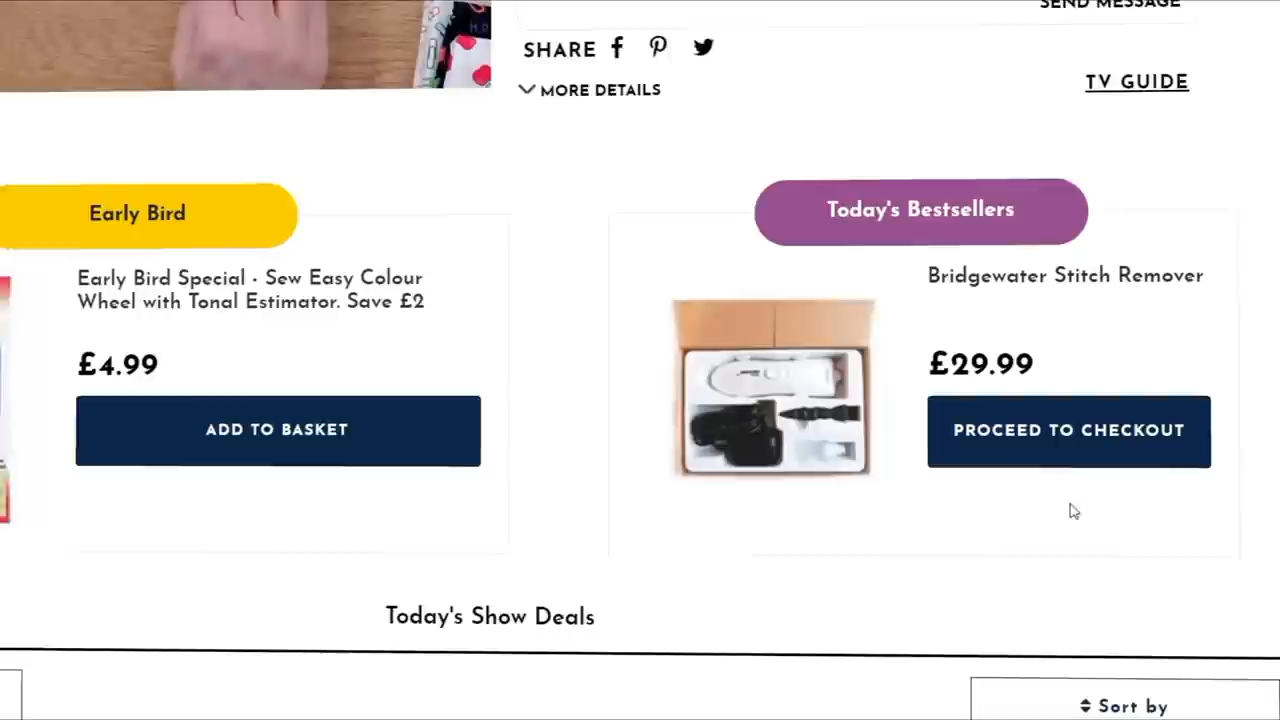 SEND MESSAGE
SHARE
MORE DETAILS
TV GUIDE
Early Bird
Early Bird Special - Sew Easy Colour
Wheel with Tonal Estimator. Save £2
£4.99
ADD TO BASKET
Today's Bestsellers
Bridgewater Stitch Remover
£29.99
PROCEED TO CHECKOUT
Today's Show Deals
Sort by